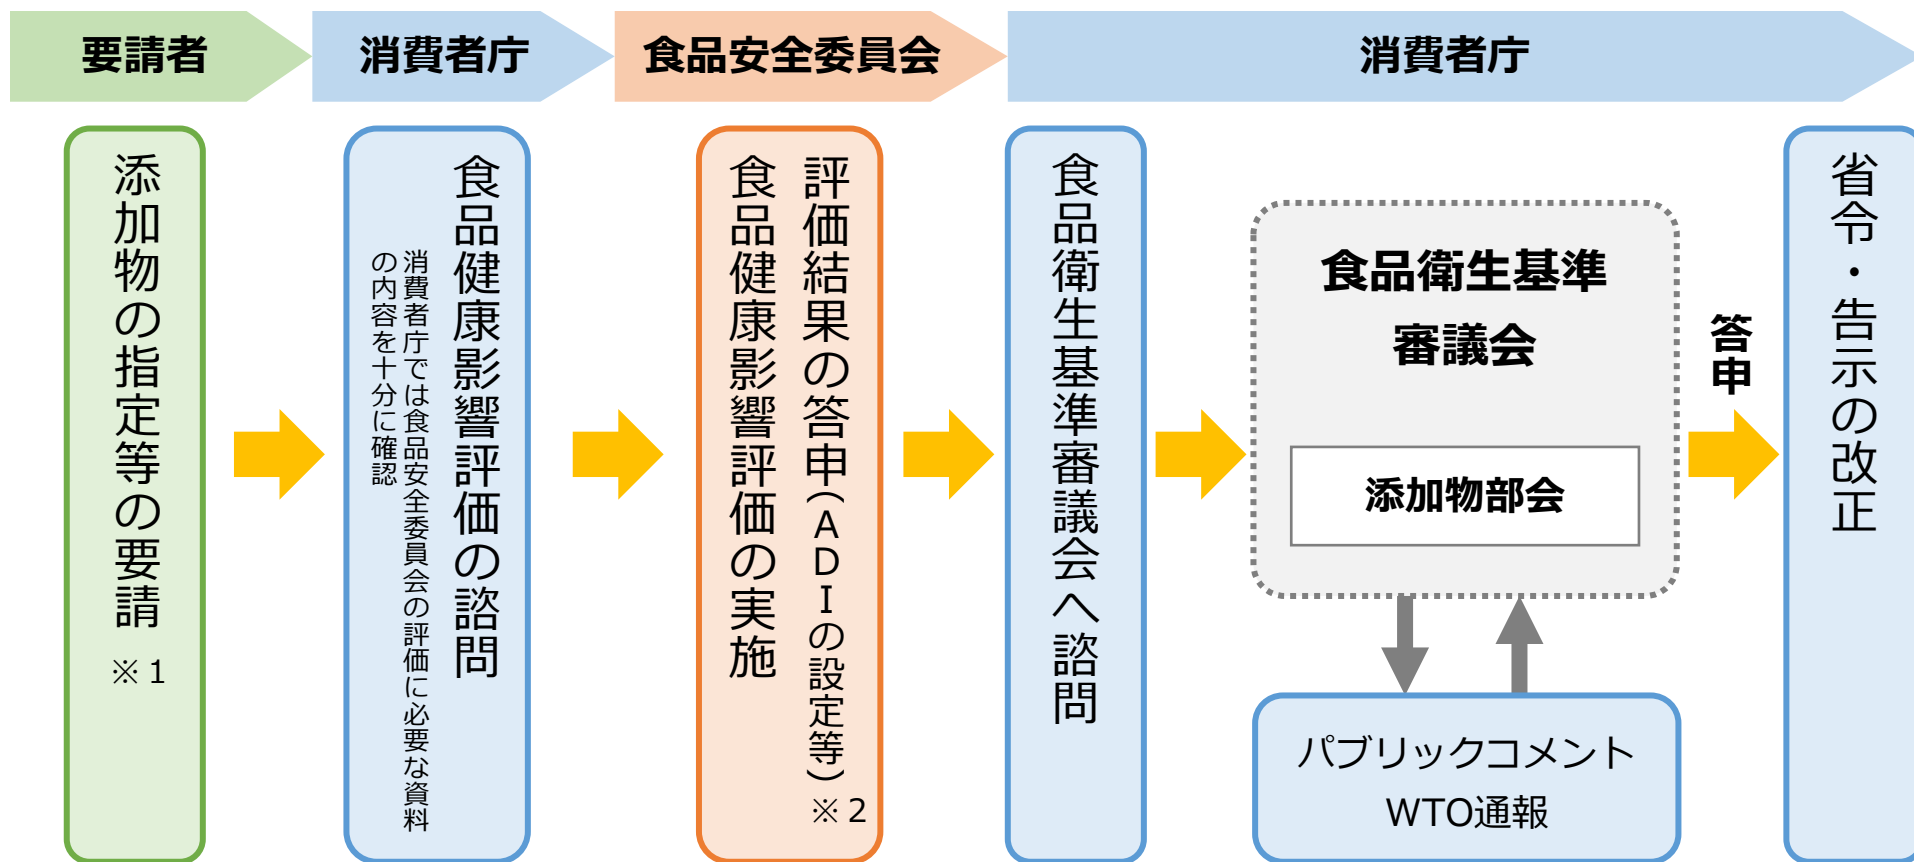 要請者
消費者庁
食品安全委員会
消費者庁
添加物の指定等の要請
※１
食品健康影響評価の諮問
消費者庁では食品安全委員会の評価に必要な資料
の内容を十分に確認
評価結果の答申（ＡＤＩの設定等）
※２
食品健康影響評価の実施
食品衛生基準審議会へ諮問
食品衛生基準
審議会
添加物部会
パブリックコメント
WTO通報
答申
省令・告示の改正